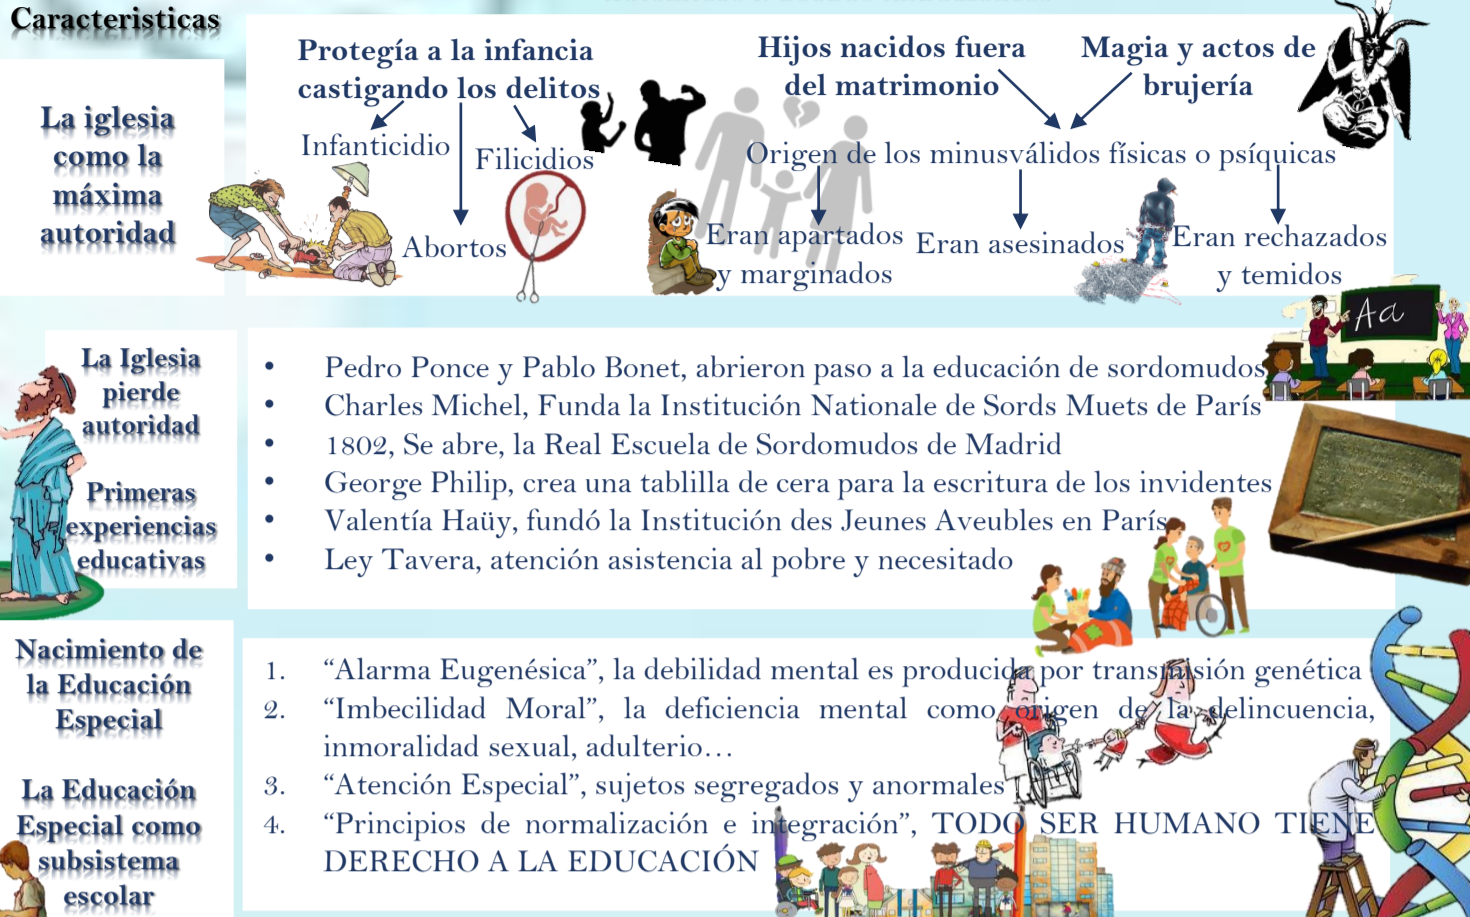 Caracteristicas
La iglesia
como la
máxima
autoridad
Protegía a la infancia
castigando los delitos
Infanticidio
Filicidios
Abortos
Hijos nacidos fuera
del matrimonio
Magia y actos de
brujería
Origen de los minusválidos físicas o psíquicas
Eran apartados
y marginados
Eran asesinados
Eran rechazados
y temidos
Aa
La Iglesia
pierde
autoridad
Primeras
experiencias
educativas
• Pedro Ponce y Pablo Bonet, abrieron paso a la educación de sordomudos
• Charles Michel, Funda la Institución Nationale de Sords Muets de París
• 1802, Se abre, la Real Escuela de Sordomudos de Madrid
• George Philip, crea una tablilla de cera para la escritura de los invidentes
• Valentía Haüy, fundó la Institución des Jeunes Aveubles en París
• Ley Tavera, atención asistencia al pobre y necesitado
Nacimiento de
la Educación
Especial
La Educación
Especial como
subsistema
escolar
1. “Alarma Eugenésica”, la debilidad mental es producida por transmisión genética
2. “Imbecilidad Moral”, la deficiencia mental como origen de la delincuencia,
inmoralidad sexual, adulterio…
3. “Atención Especial”, sujetos segregados y anormales
4. “Principios de normalización e integración”, TODO SER HUMANO TIENE
DERECHO A LA EDUCACIÓN